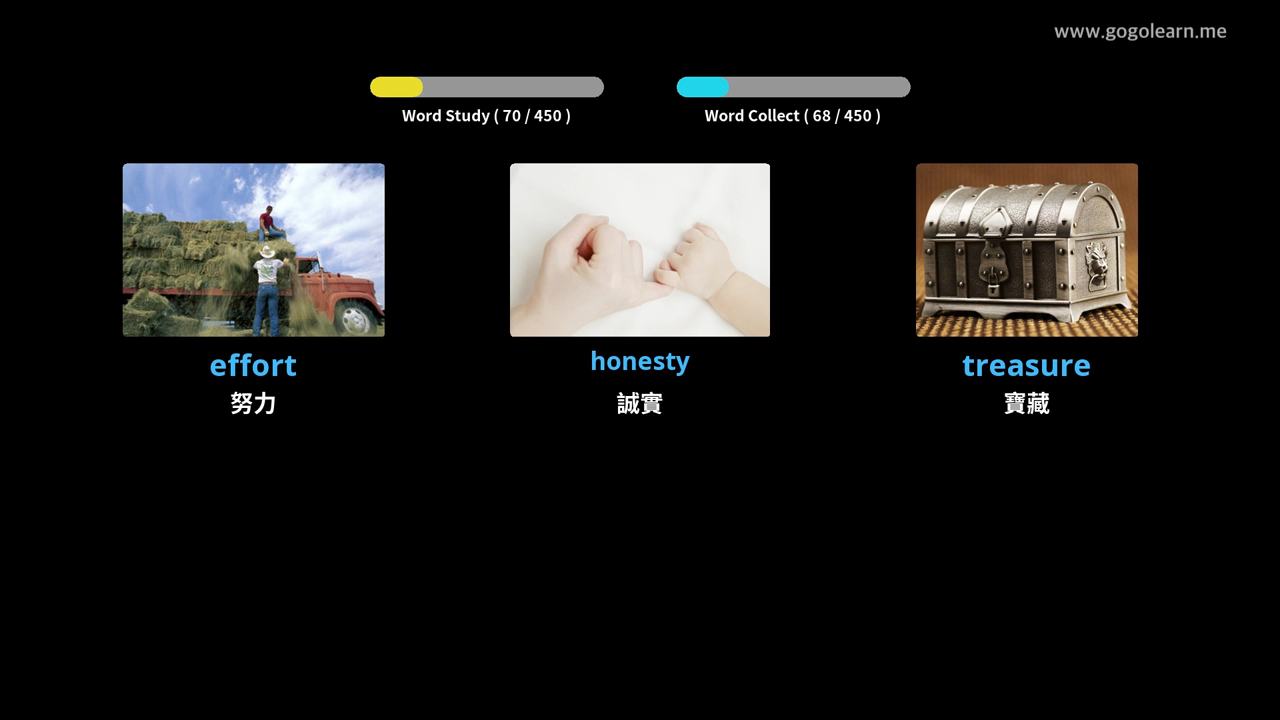 www.gogolearn.me
Word Study ( 70 / 450 )
Word Collect ( 68 / 450 )
effort
努力
honesty
誠實
treasure
寶藏